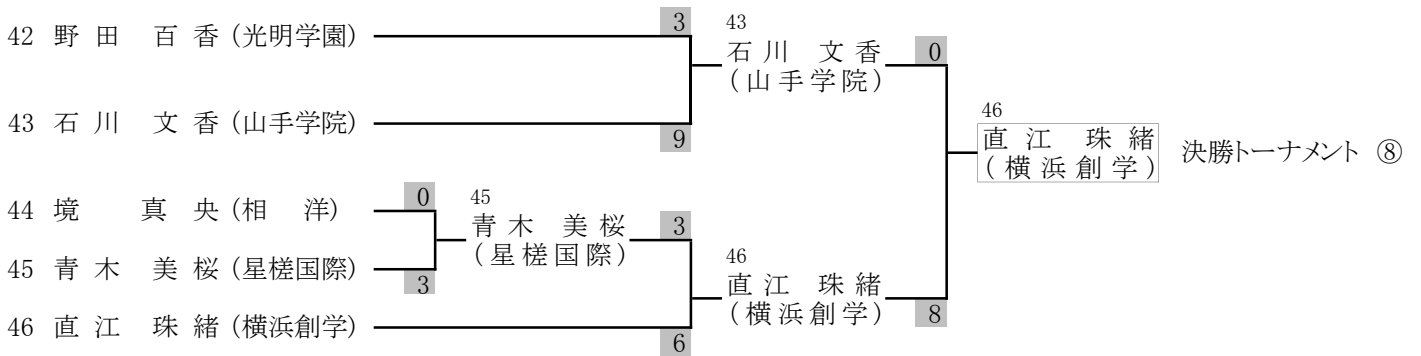 42 野田 百香 (光明学園) 3
43
石川 文香
(山手学院) 0
43 石川 文香 (山手学院) 9
46
直江 珠緒
(横浜創学) 決勝トーナメント ⑧
44 境 真央 (相 洋) 0
45
青木 美桜
(星槎国際) 3
45 青木 美桜 (星槎国際) 3
46
直江 珠緒
(横浜創学) 8
46 直江 珠緒 (横浜創学) 6